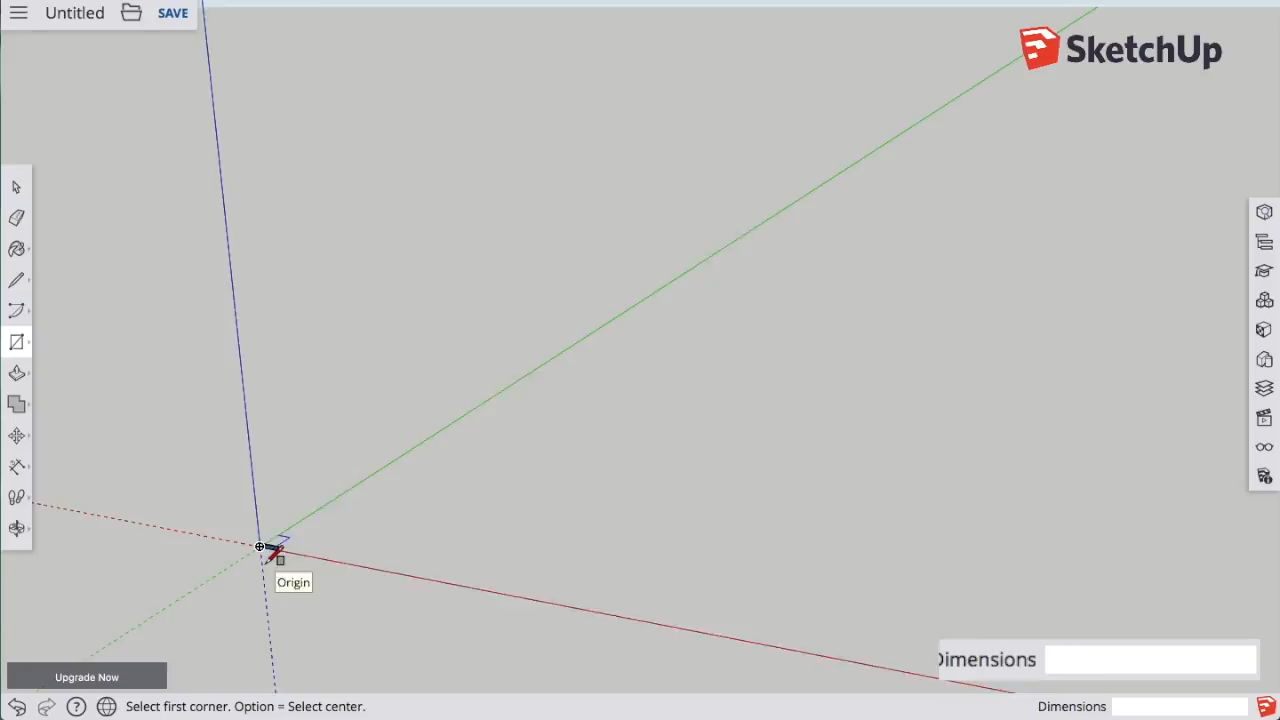 Untitled SAVE
SketchUp
Origin
Dimensions
Upgrade Now
Select first corner. Option = Select center.
Dimensions